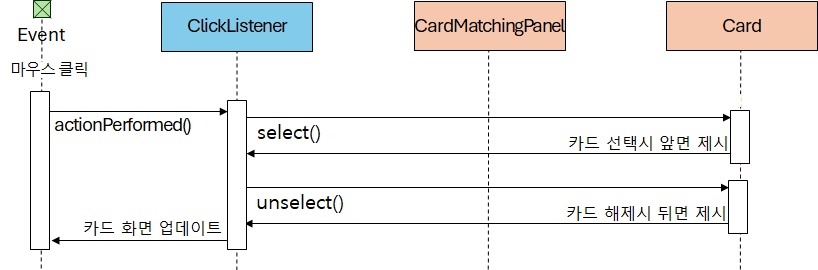 Event
ClickListener
CardMatchingPanel
Card
마우스 클릭
actionPerformed()
select()
카드 선택시 앞면 제시
unselect()
카드 해제시 뒤면 제시
카드 화면 업데이트